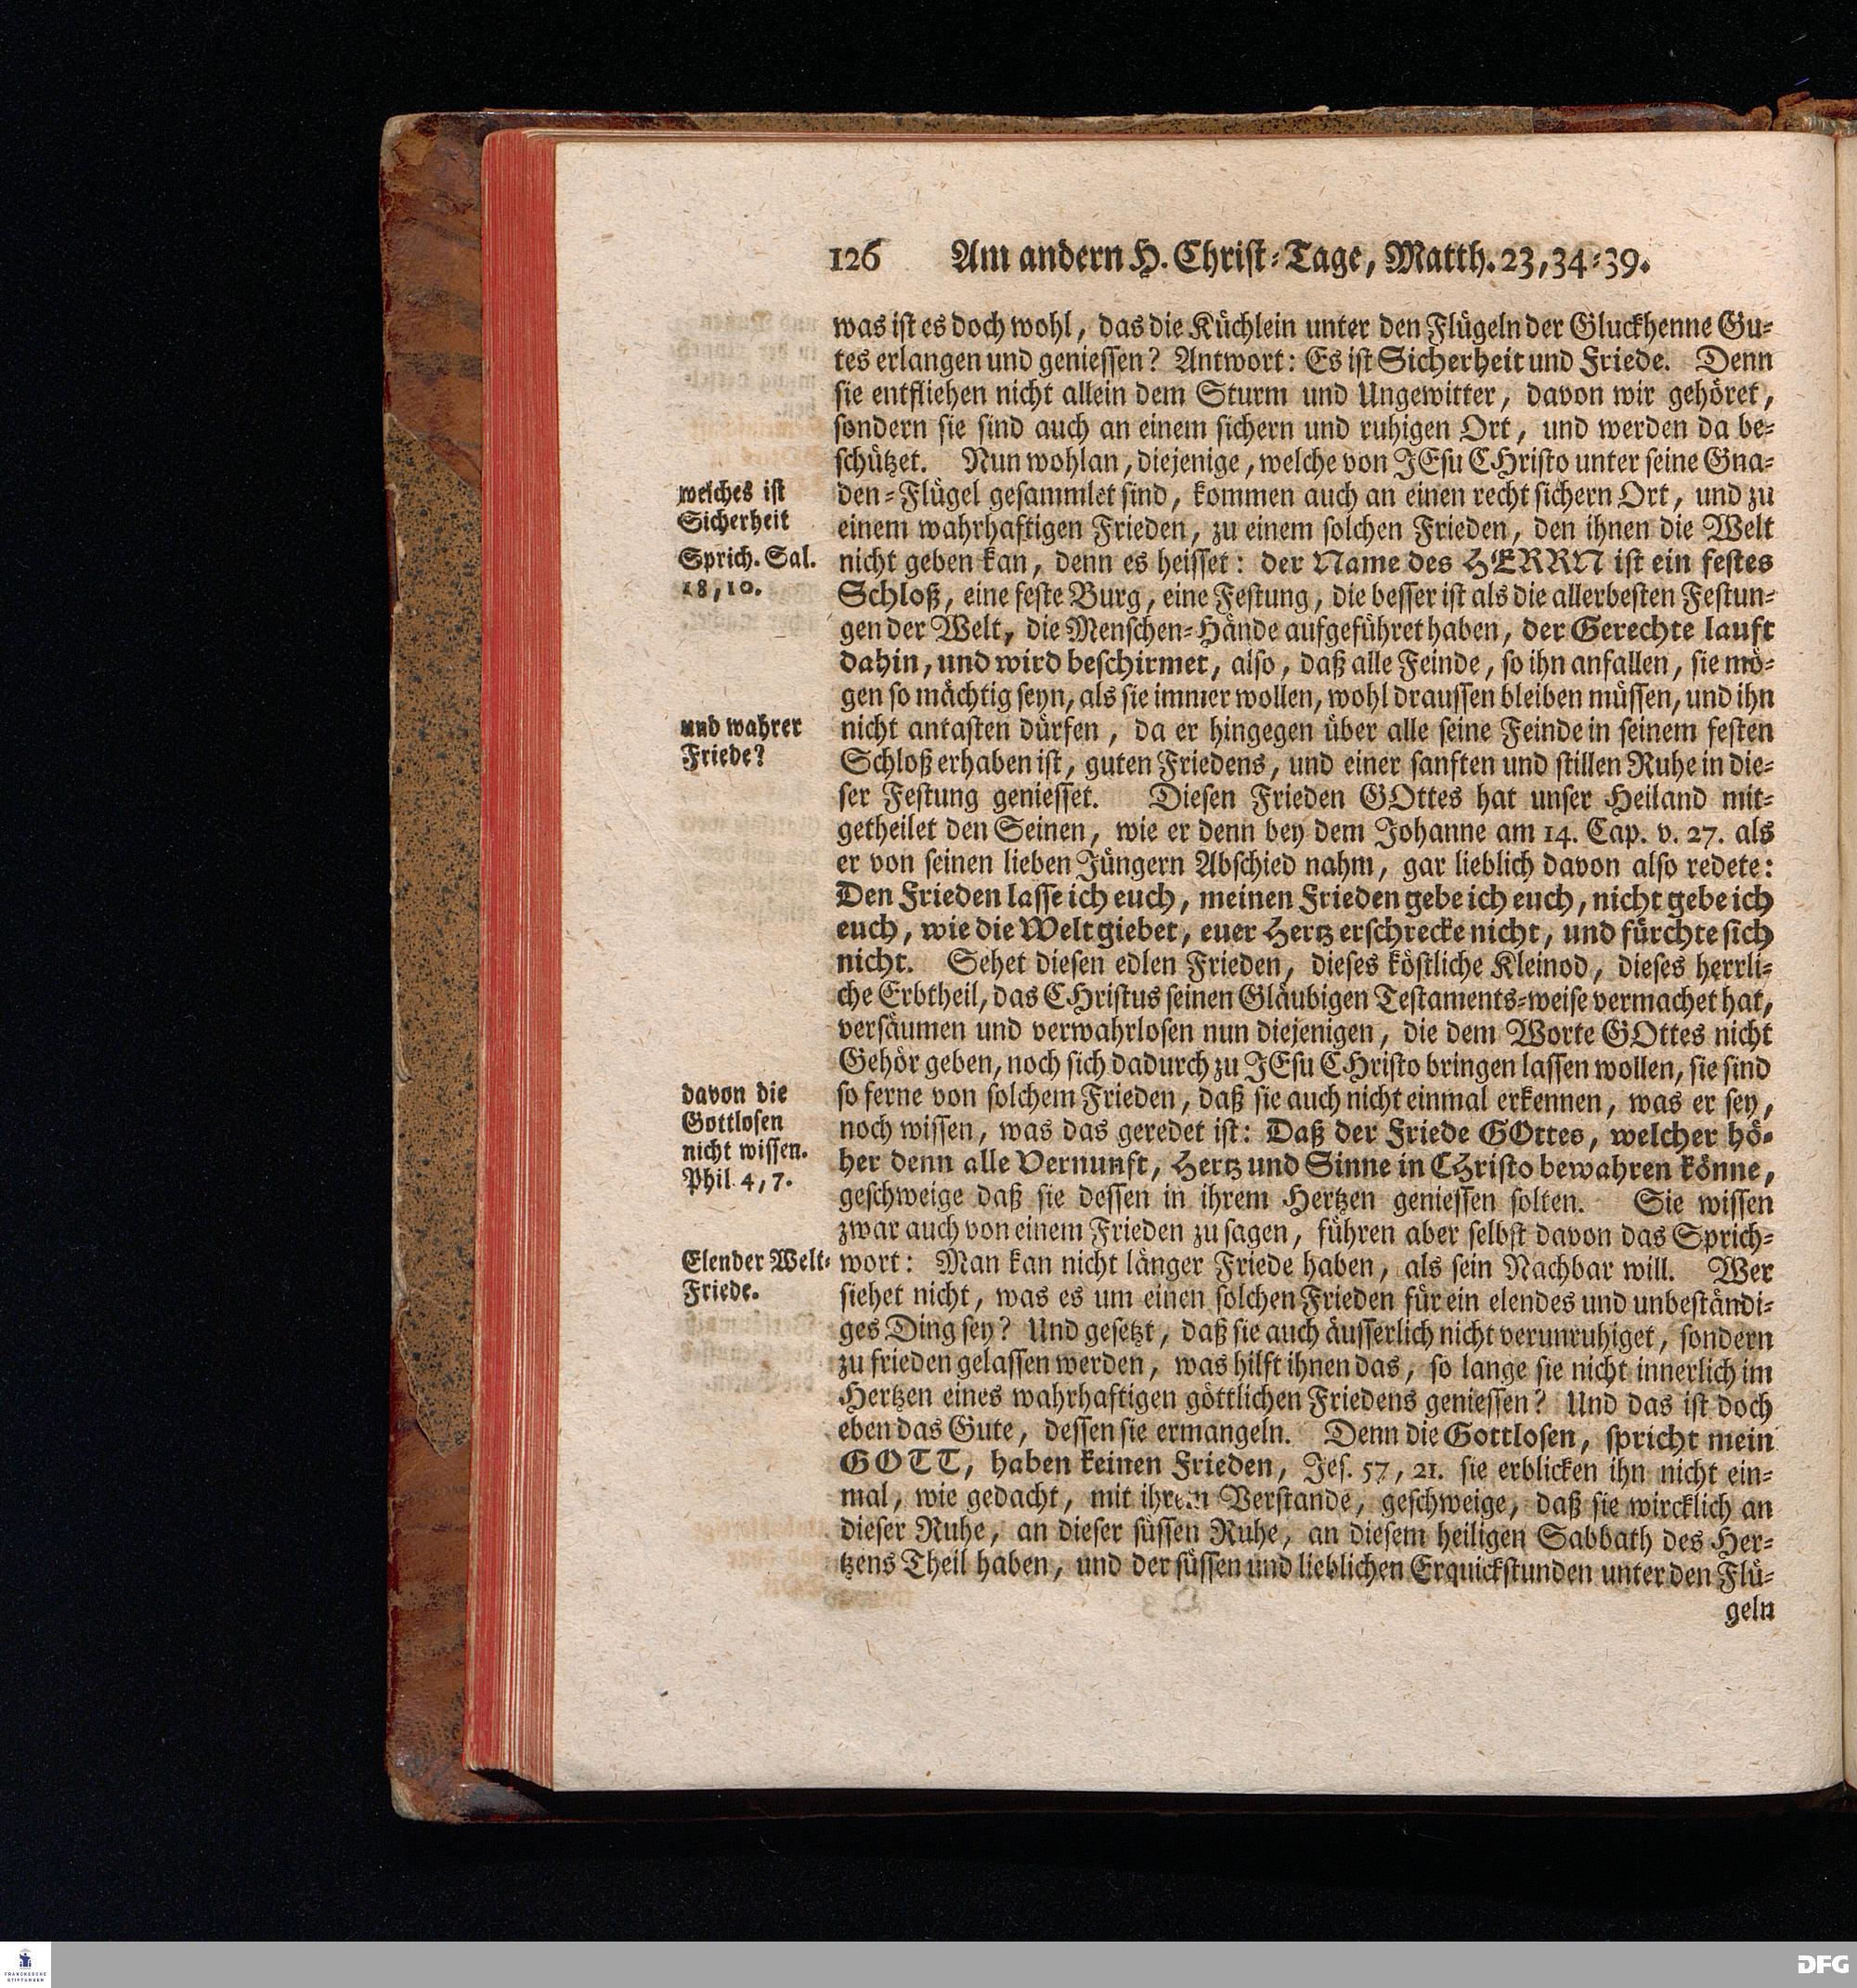 126 Am andern H. Christ-Tage, Matth. 23, 34-39.
was ist es doch wohl, das die Küchlein unter den Flügeln der Gluckhenne Gu-
tes erlangen und geniessen? Antwort: Es ist Sicherheit und Friede. Denn
sie entfliehen nicht allein dem Sturm und Ungewitter, davon wir gehöret,
sondern sie sind auch an einem sichern und ruhigen Ort, und werden da be-
schützet. Nun wohlan, diejenige, welche von JEsu CHristo unter seine Gna-
den-Flügel gesammlet sind, kommen auch an einen recht sichern Ort, und zu
einem wahrhaftigen Frieden, zu einem solchen Frieden, den ihnen die Welt
nicht geben kan, denn es heisset: der Name des HERRN ist ein festes
Schloß, eine feste Burg, eine Festung, die besser ist als die allerbesten Festun-
gen der Welt, die Menschen-Hände aufgeführet haben, der Gerechte lauft
dahin, und wird beschirmet, also, daß alle Feinde, so ihn anfallen, sie mö-
gen so mächtig seyn, als sie immer wollen, wohl draussen bleiben müssen, und ihn
nicht antasten dürfen, da er hingegen über alle seine Feinde in seinem festen
Schloß erhaben ist, guten Friedens, und einer sanften und stillen Ruhe in die-
ser Festung geniesset. Diesen Frieden GOttes hat unser Heiland mit-
getheilet den Seinen, wie er denn bey dem Johanne am 14. Cap. v. 27. als
er von seinen lieben Jüngern Abschied nahm, gar lieblich davon also redete:
Den Frieden lasse ich euch, meinen Frieden gebe ich euch, nicht gebe ich
euch, wie die Welt giebet, euer Hertz erschrecke nicht, und fürchte sich
nicht. Sehet diesen edlen Frieden, dieses köstliche Kleinod, dieses herrli-
che Erbtheil, das CHristus seinen Gläubigen Testaments-weise vermachet hat,
versäumen und verwahrlosen nun diejenigen, die dem Worte GOttes nicht
Gehör geben, noch sich dadurch zu JEsu CHristo bringen lassen wollen, sie sind
so ferne von solchem Frieden, daß sie auch nicht einmal erkennen, was er sey,
noch wissen, was das geredet ist: Daß der Friede GOttes, welcher hö-
her denn alle Vernunft, Hertz und Sinne in CHristo bewahren könne,
geschweige daß sie dessen in ihrem Hertzen geniessen solten. Sie wissen
zwar auch von einem Frieden zu sagen, führen aber selbst davon das Sprich-
wort: Man kan nicht länger Friede haben, als sein Nachbar will. Wer
siehet nicht, was es um einen solchen Frieden für ein elendes und unbeständi-
ges Ding sey? Und gesetzt, daß sie auch äusserlich nicht verunruhiget, sondern
zu frieden gelassen werden, was hilft ihnen das, so lange sie nicht innerlich im
Hertzen eines wahrhaftigen göttlichen Friedens geniessen? Und das ist doch
eben das Gute, dessen sie ermangeln. Denn die Gottlosen, spricht mein
GOTT, haben keinen Frieden, Jes. 57, 21. sie erblicken ihn nicht ein-
mal, wie gedacht, mit ihrem Verstande, geschweige, daß sie wircklich an
dieser Ruhe, an dieser süssen Ruhe, an diesem heiligen Sabbath des Her-
tzens Theil haben, und der süssen und lieblichen Erquickstunden unter den Flü-
geln
welches ist
Sicherheit
Sprich. Sal.
18, 10.
und wahrer
Friede?
davon die
Gottlosen
nicht wissen.
Phil. 4, 7.
Elender Welt-
Friede.
FRANCKESCHE
STIFTUNGEN
DFG